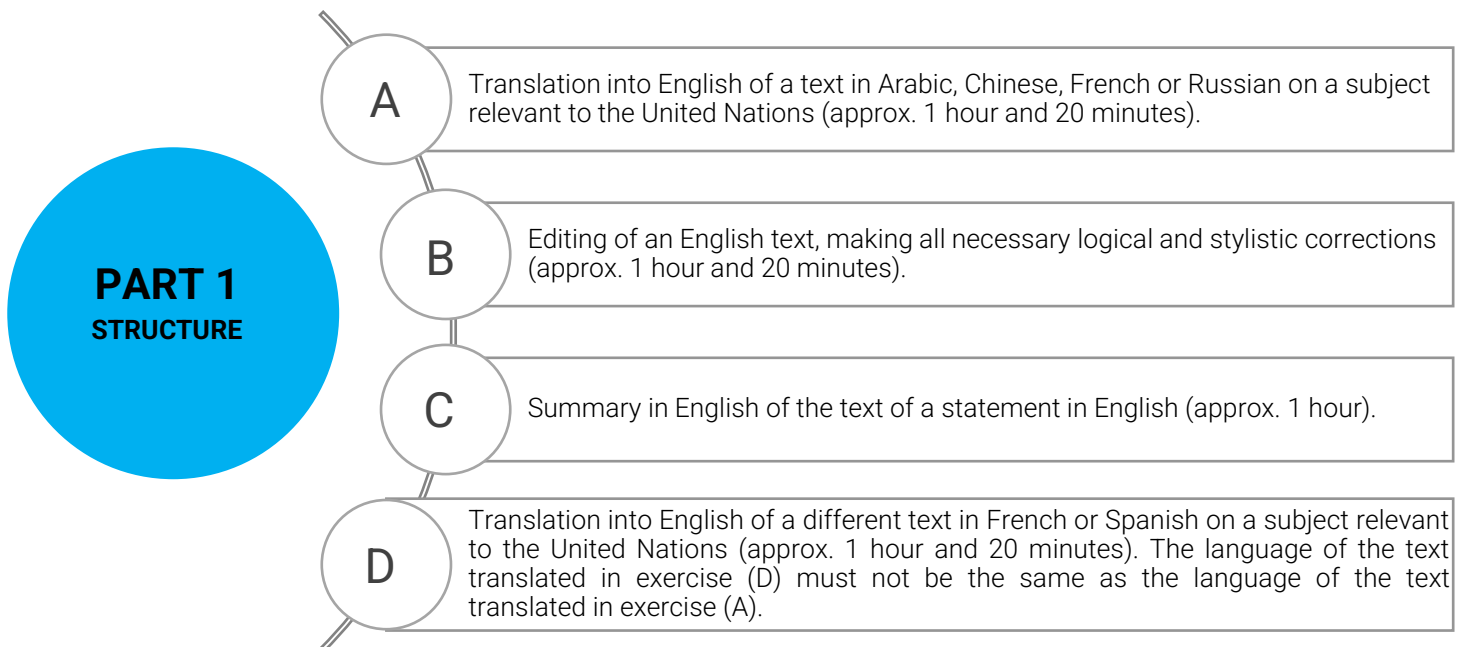 PART 1
STRUCTURE
A
Translation into English of a text in Arabic, Chinese, French or Russian on a subject
relevant to the United Nations (approx. 1 hour and 20 minutes).
B
Editing of an English text, making all necessary logical and stylistic corrections
(approx. 1 hour and 20 minutes).
C
Summary in English of the text of a statement in English (approx. 1 hour).
D
Translation into English of a different text in French or Spanish on a subject relevant
to the United Nations (approx. 1 hour and 20 minutes). The language of the text
translated in exercise (D) must not be the same as the language of the text
translated in exercise (A).